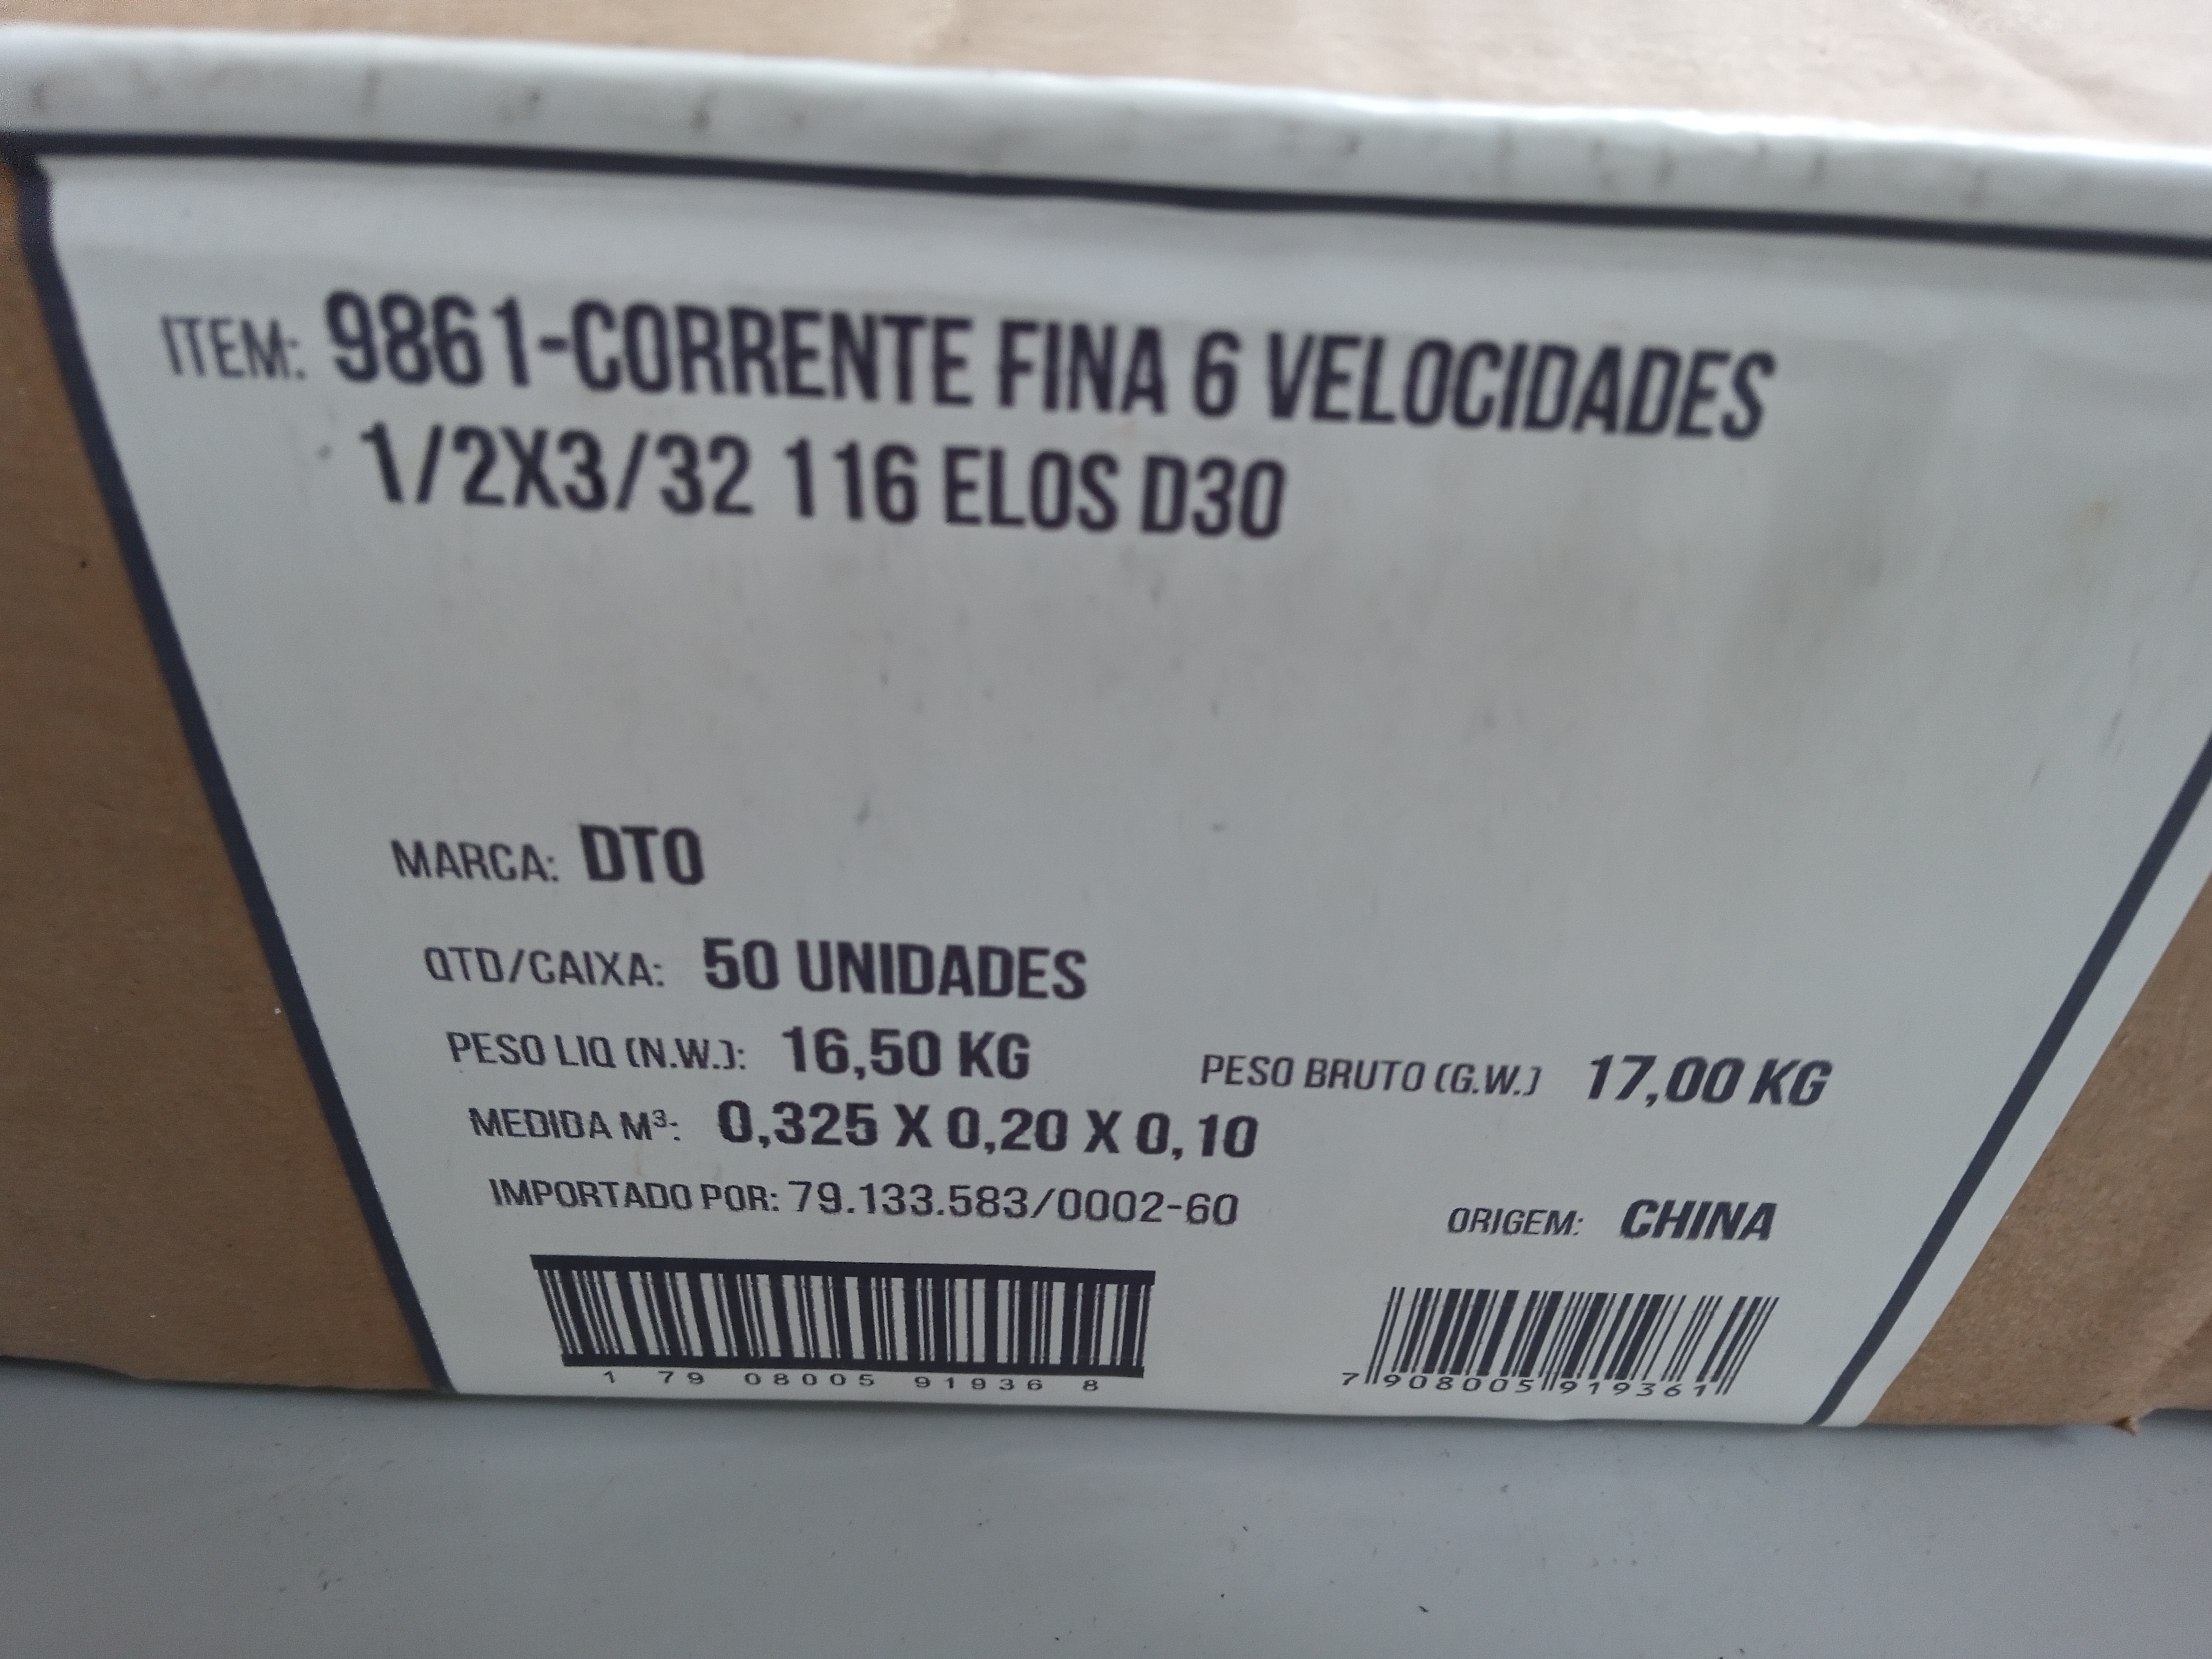 ITEM: 9861-CORRENTE FINA 6 VELOCIDADES
1/2X3/32 116 ELOS D30
MARCA: DTO
QTD/CAIXA: 50 UNIDADES
PESO LIQ (N.W.): 16,50 KG PESO BRUTO (G.W.) 17,00 KG
MEDIDA M³: 0,325 X 0,20 X 0,10
IMPORTADO POR: 79.133.583/0002-60 ORIGEM: CHINA
1 79 08005 91936 8 7 908005 919361